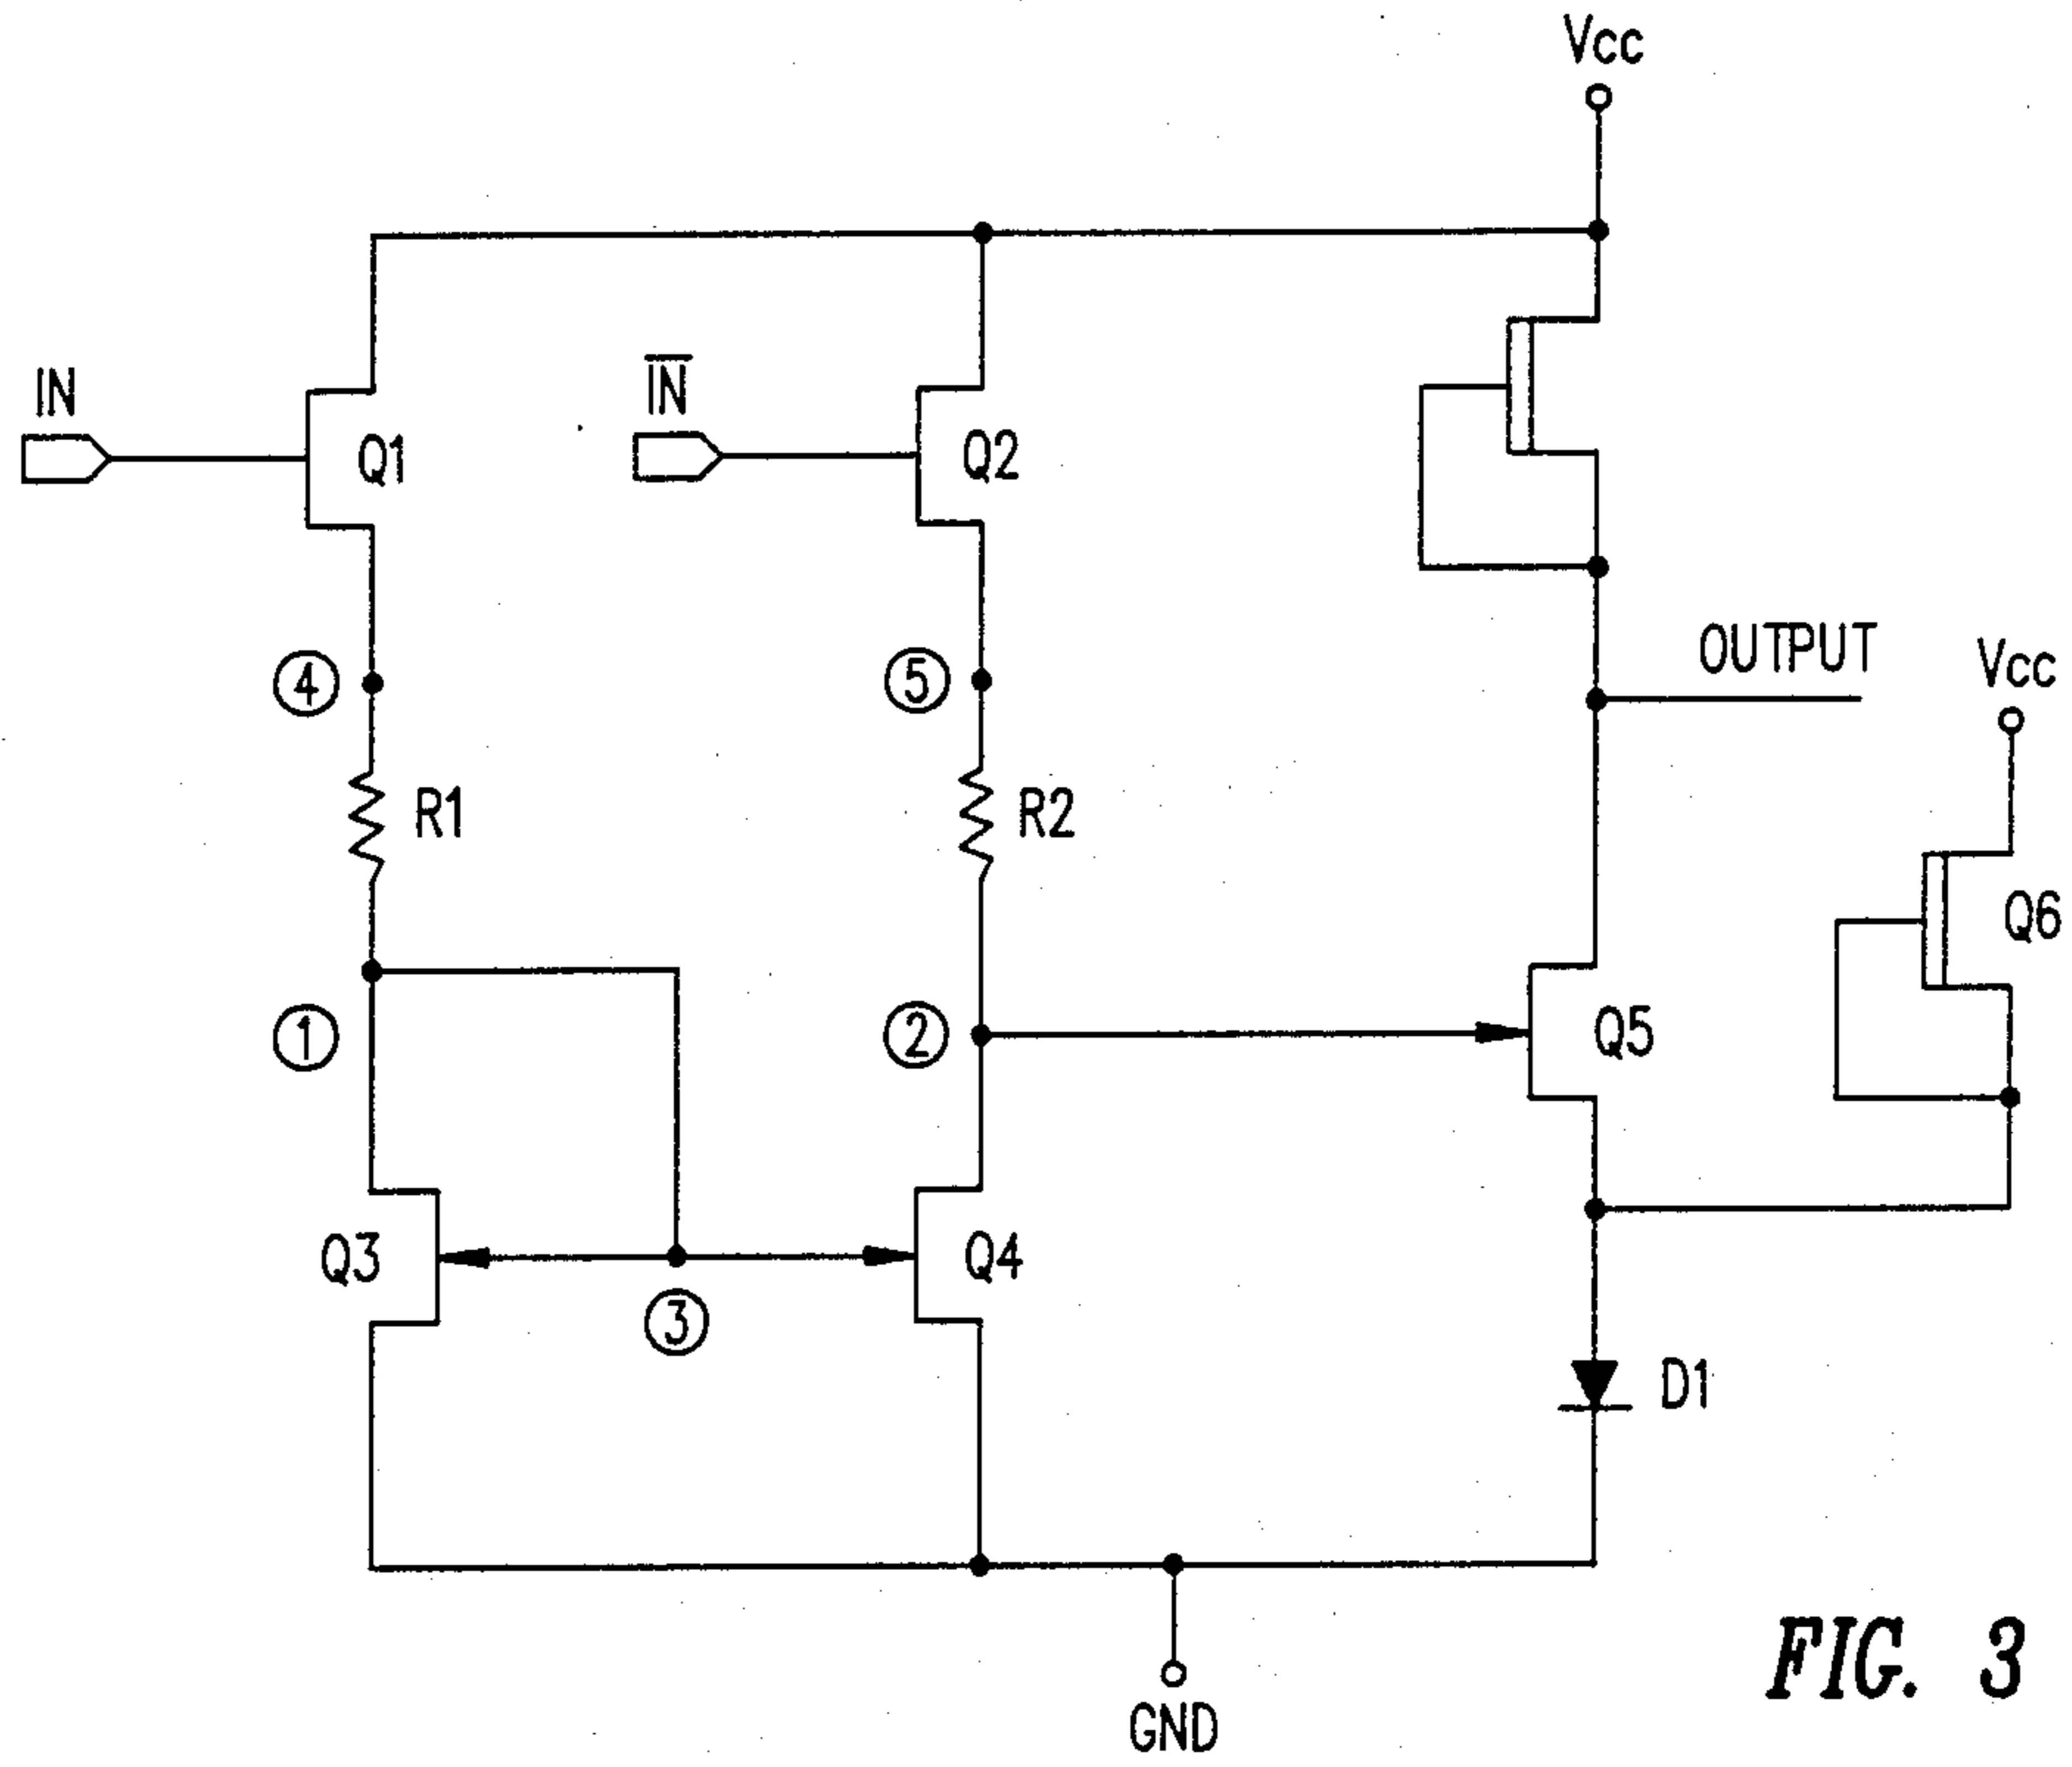 Vcc
IN
Q1
I̅N̅
Q2
④
⑤
OUTPUT
Vcc
R1
R2
Q6
①
②
Q5
Q3
Q4
③
D1
GND
FIG. 3